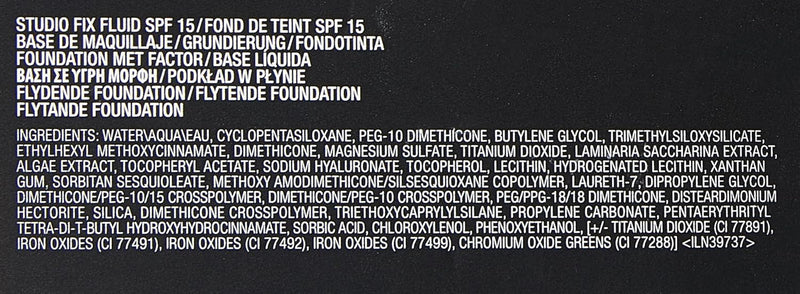 STUDIO FIX FLUID SPF 15/FOND DE TEINT SPF 15
BASE DE MAQUILLAJE/GRUNDIERUNG/FONDOTINTA
FOUNDATION MET FACTOR/BASE LÍQUIDA
ΒΑΣΗ ΣΕ ΥΓΡΗ ΜΟΡΦΗ/PODKŁAD W PŁYNIE
FLYDENDE FOUNDATION/FLYTENDE FOUNDATION
FLYTANDE FOUNDATION
INGREDIENTS: WATER\AQUA\EAU, CYCLOPENTASILOXANE, PEG-10 DIMETHICONE, BUTYLENE GLYCOL, TRIMETHYLSILOXYSILICATE,
ETHYLHEXYL METHOXYCINNAMATE, DIMETHICONE, MAGNESIUM SULFATE, TITANIUM DIOXIDE, LAMINARIA SACCHARINA EXTRACT,
ALGAE EXTRACT, TOCOPHERYL ACETATE, SODIUM HYALURONATE, TOCOPHEROL, LECITHIN, HYDROGENATED LECITHIN, XANTHAN
GUM, SORBITAN SESQUIOLEATE, METHOXY AMODIMETHICONE/SILSESQUIOXANE COPOLYMER, LAURETH-7, DIPROPYLENE GLYCOL,
DIMETHICONE/PEG-10/15 CROSSPOLYMER, DIMETHICONE/PEG-10 CROSSPOLYMER, PEG/PPG-18/18 DIMETHICONE, DISTEARDIMONIUM
HECTORITE, SILICA, DIMETHICONE CROSSPOLYMER, TRIETHOXYCAPRYLYLSILANE, PROPYLENE CARBONATE, PENTAERYTHRITYL
TETRA-DI-T-BUTYL HYDROXYHYDROCINNAMATE, SORBIC ACID, CHLOROXYLENOL, PHENOXYETHANOL, [+/- TITANIUM DIOXIDE (CI 77891),
IRON OXIDES (CI 77491), IRON OXIDES (CI 77492), IRON OXIDES (CI 77499), CHROMIUM OXIDE GREENS (CI 77288)] <ILN39737>